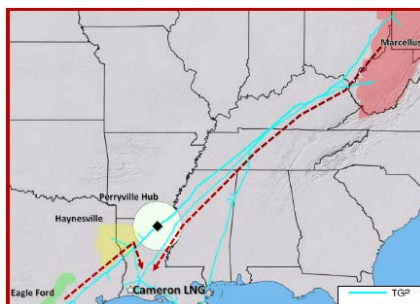 Marcellus
Perryville Hub
Haynesville
Eagle Ford
Cameron LNG
TGP